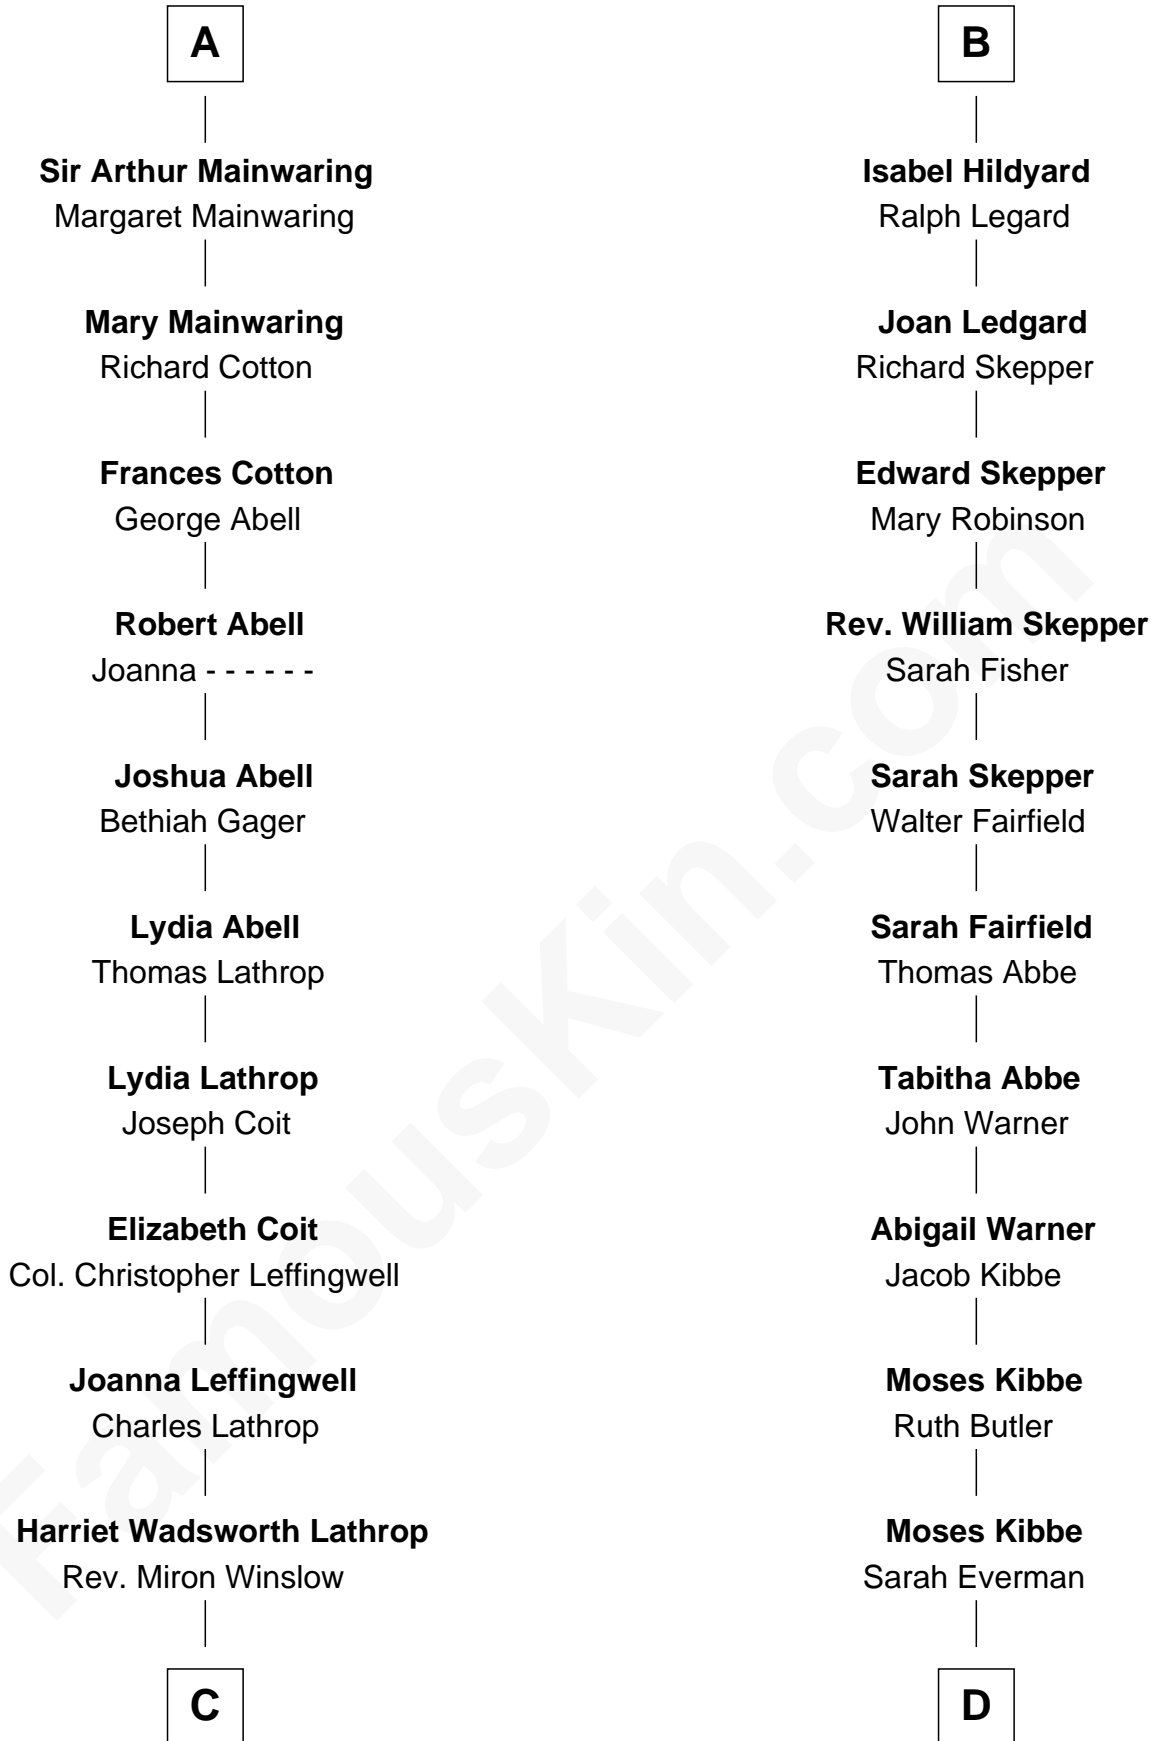 A
Sir Arthur Mainwaring
Margaret Mainwaring
Mary Mainwaring
Richard Cotton
Frances Cotton
George Abell
Robert Abell
Joanna - - - - - -
Joshua Abell
Bethiah Gager
Lydia Abell
Thomas Lathrop
Lydia Lathrop
Joseph Coit
Elizabeth Coit
Col. Christopher Leffingwell
Joanna Leffingwell
Charles Lathrop
Harriet Wadsworth Lathrop
Rev. Miron Winslow
C
B
Isabel Hildyard
Ralph Legard
Joan Ledgard
Richard Skepper
Edward Skepper
Mary Robinson
Rev. William Skepper
Sarah Fisher
Sarah Skepper
Walter Fairfield
Sarah Fairfield
Thomas Abbe
Tabitha Abbe
John Warner
Abigail Warner
Jacob Kibbe
Moses Kibbe
Ruth Butler
Moses Kibbe
Sarah Everman
D
FamousKin.com